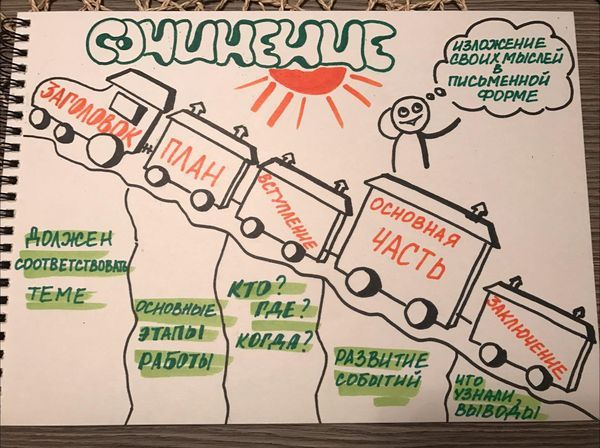 СОЧИНЕНИЕ
ИЗЛОЖЕНИЕ
СВОИХ МЫСЛЕЙ
В
ПИСЬМЕННОЙ
ФОРМЕ
ЗАГОЛОВОК
ПЛАН
ВСТУПЛЕНИЕ
ОСНОВНАЯ
ЧАСТЬ
ЗАКЛЮЧЕНИЕ
ДОЛЖЕН
СООТВЕТСТВОВАТЬ
ТЕМЕ
ОСНОВНЫЕ
ЭТАПЫ
РАБОТЫ
КТО?
ГДЕ?
КОГДА?
РАЗВИТИЕ
СОБЫТИЙ
ЧТО
УЗНАЛИ,
ВЫВОДЫ